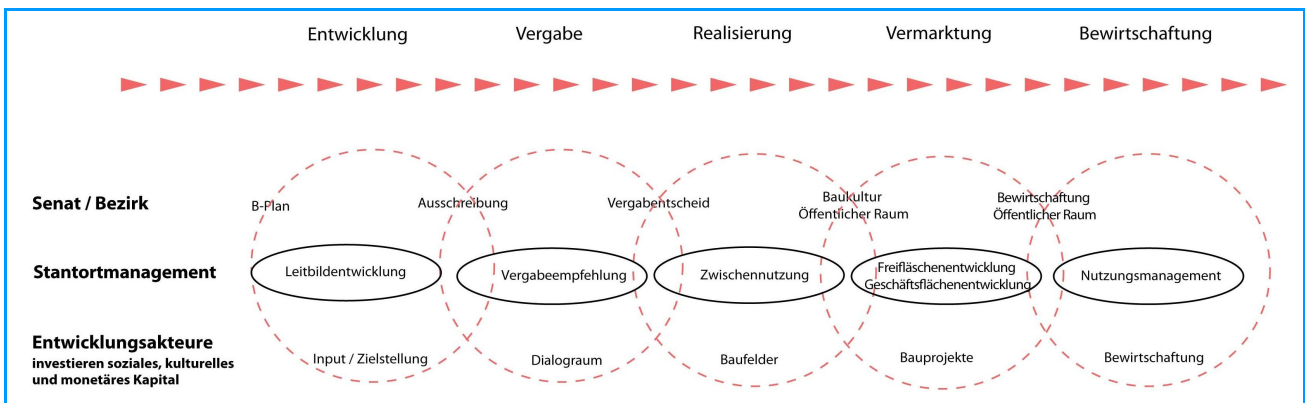 Entwicklung Vergabe Realisierung Vermarktung Bewirtschaftung
Senat / Bezirk
B-Plan
Ausschreibung
Vergabentscheid
Baukultur
Öffentlicher Raum
Bewirtschaftung
Öffentlicher Raum
Stantortmanagement
Leitbildentwicklung
Vergabeempfehlung
Zwischennutzung
Freifläschenentwicklung
Geschäftsflächenentwicklung
Nutzungsmanagement
Entwicklungsakteure
investieren soziales, kulturelles
und monetäres Kapital
Input / Zielstellung
Dialograum
Baufelder
Bauprojekte
Bewirtschaftung